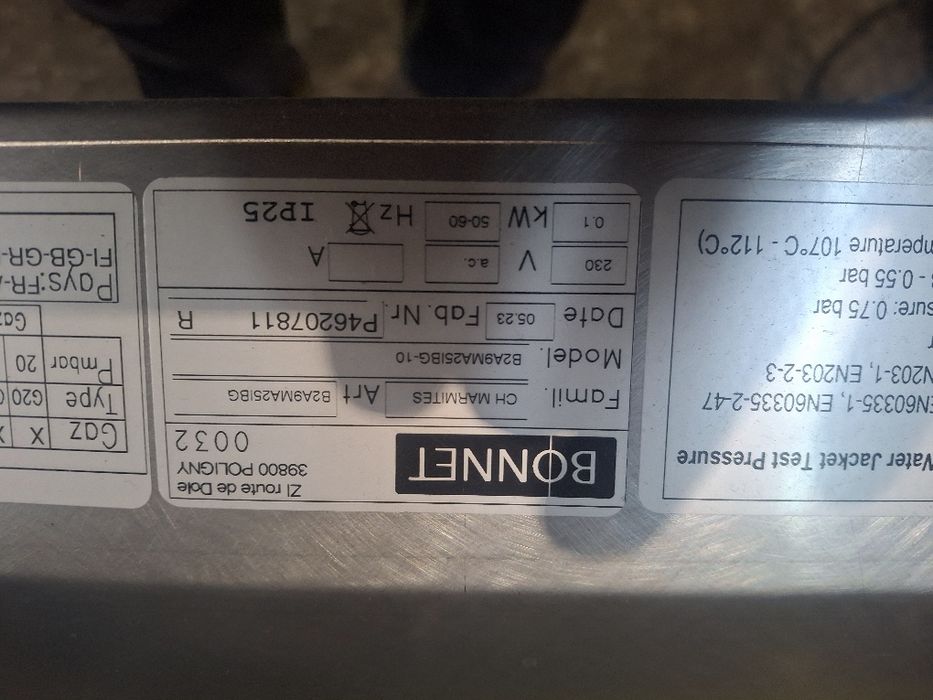 Water Jacket Test Pressure
EN60335-1, EN60335-2-47
N203-1, EN203-2-3
sure: 0.75 bar
- 0.55 bar
mperature 107°C - 112°C)
BONNET
ZI route de Dole
39800 POLIGNY
0032
Famil. CH MARMITES Art B2A9MA25IBG
Model. B2A9MA25IBG-10
Date 05.23 Fab. Nr. P46207811 R
230 V a.c. A
0.1 kW 50-60 Hz IP25
Gaz X X
Type G20
Pmbar 20
Gaz
Pays:FR-
FI-GB-GR-